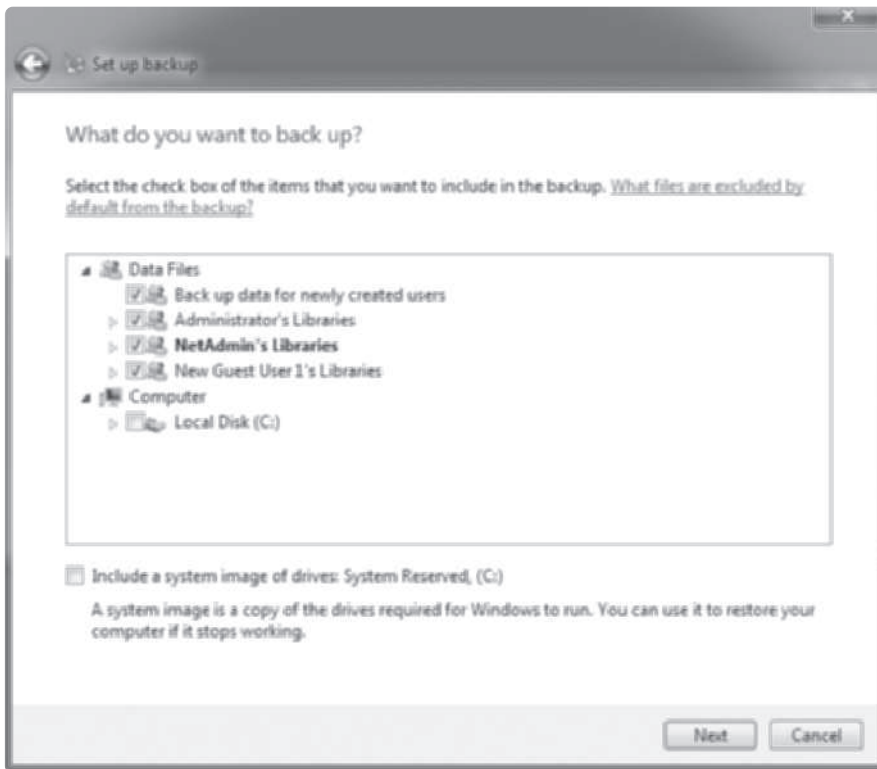 Set up backup
What do you want to back up?
Select the check box of the items that you want to include in the backup. What files are excluded by
default from the backup?
Data Files
Back up data for newly created users
Administrator's Libraries
NetAdmin's Libraries
New Guest User 1's Libraries
Computer
Local Disk (C:)
Include a system image of drives: System Reserved, (C:)
A system image is a copy of the drives required for Windows to run. You can use it to restore your
computer if it stops working.
Next
Cancel